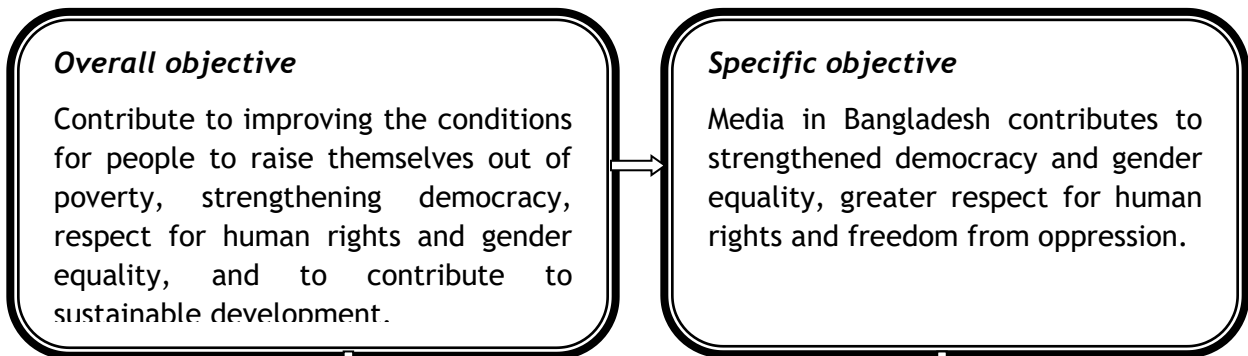 Overall objective
Contribute to improving the conditions
for people to raise themselves out of
poverty, strengthening democracy,
respect for human rights and gender
equality, and to contribute to
sustainable development.
Specific objective
Media in Bangladesh contributes to
strengthened democracy and gender
equality, greater respect for human
rights and freedom from oppression.